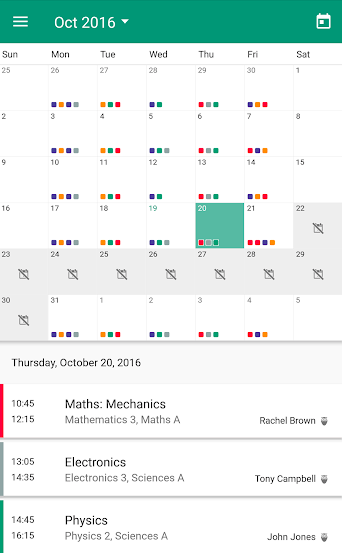 Oct 2016
Sun Mon Tue Wed Thu Fri Sat
25 26 27 28 29 30 1
2 3 4 5 6 7 8
9 10 11 12 13 14 15
16 17 18 19 20 21 22
23 24 25 26 27 28 29
30 31 1 2 3 4 5
Thursday, October 20, 2016
10:45 Maths: Mechanics
12:15 Mathematics 3, Maths A Rachel Brown
13:05 Electronics
14:35 Electronics 3, Sciences A Tony Campbell
14:45 Physics
16:15 Physics 2, Sciences A John Jones